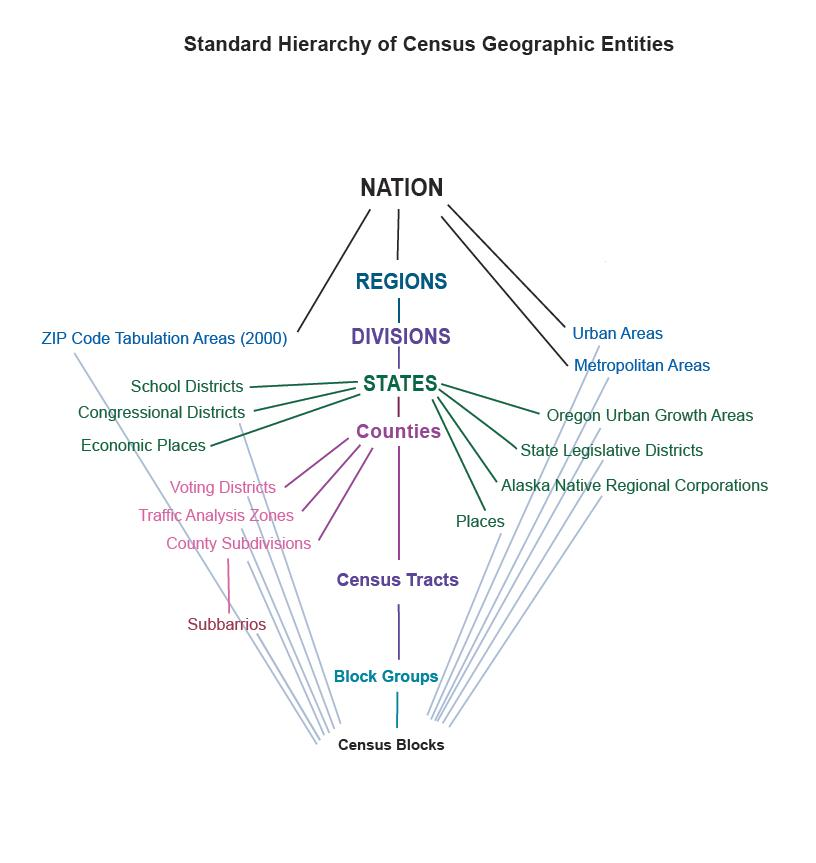 Standard Hierarchy of Census Geographic Entities
NATION
REGIONS
ZIP Code Tabulation Areas (2000)
DIVISIONS
Urban Areas
Metropolitan Areas
School Districts
STATES
Congressional Districts
Oregon Urban Growth Areas
Economic Places
Counties
State Legislative Districts
Voting Districts
Alaska Native Regional Corporations
Traffic Analysis Zones
Places
County Subdivisions
Census Tracts
Subbarrios
Block Groups
Census Blocks